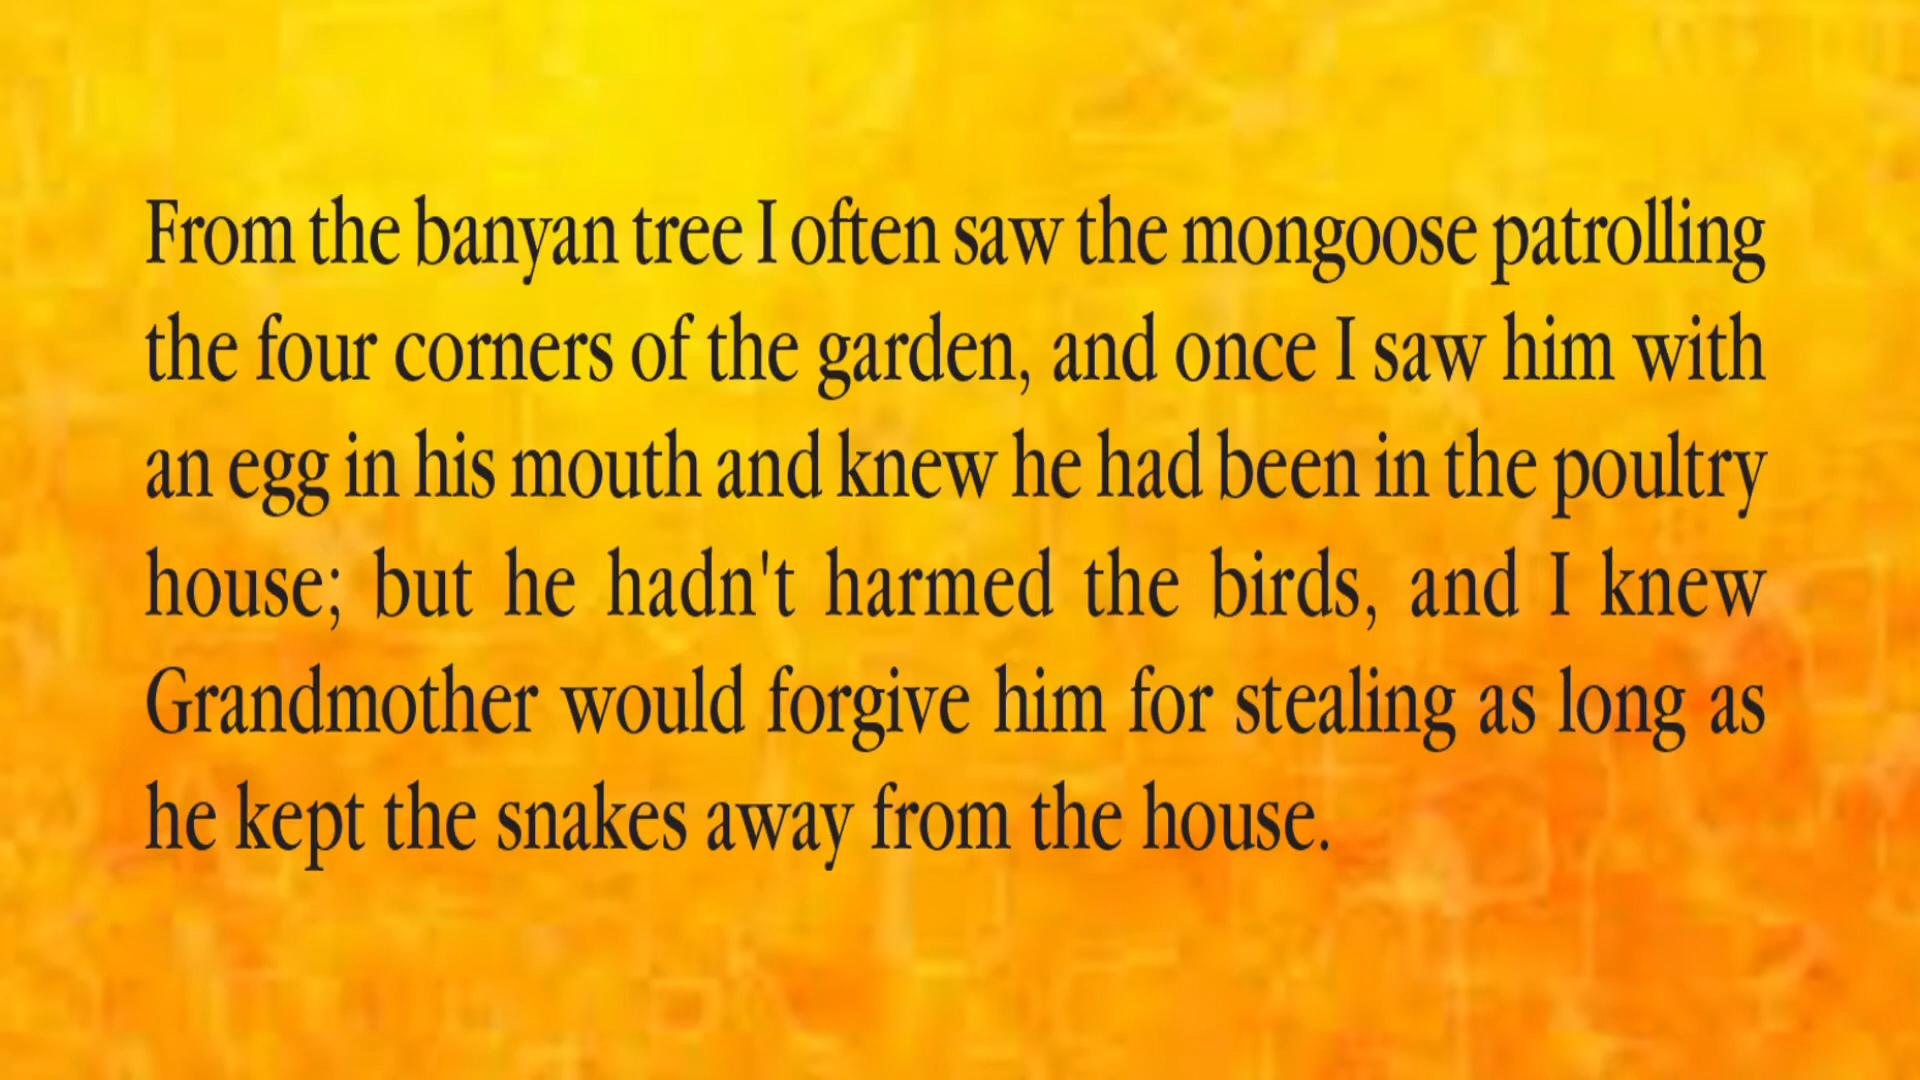 From the banyan tree I often saw the mongoose patrolling
the four corners of the garden, and once I saw him with
an egg in his mouth and knew he had been in the poultry
house; but he hadn't harmed the birds, and I knew
Grandmother would forgive him for stealing as long as
he kept the snakes away from the house.